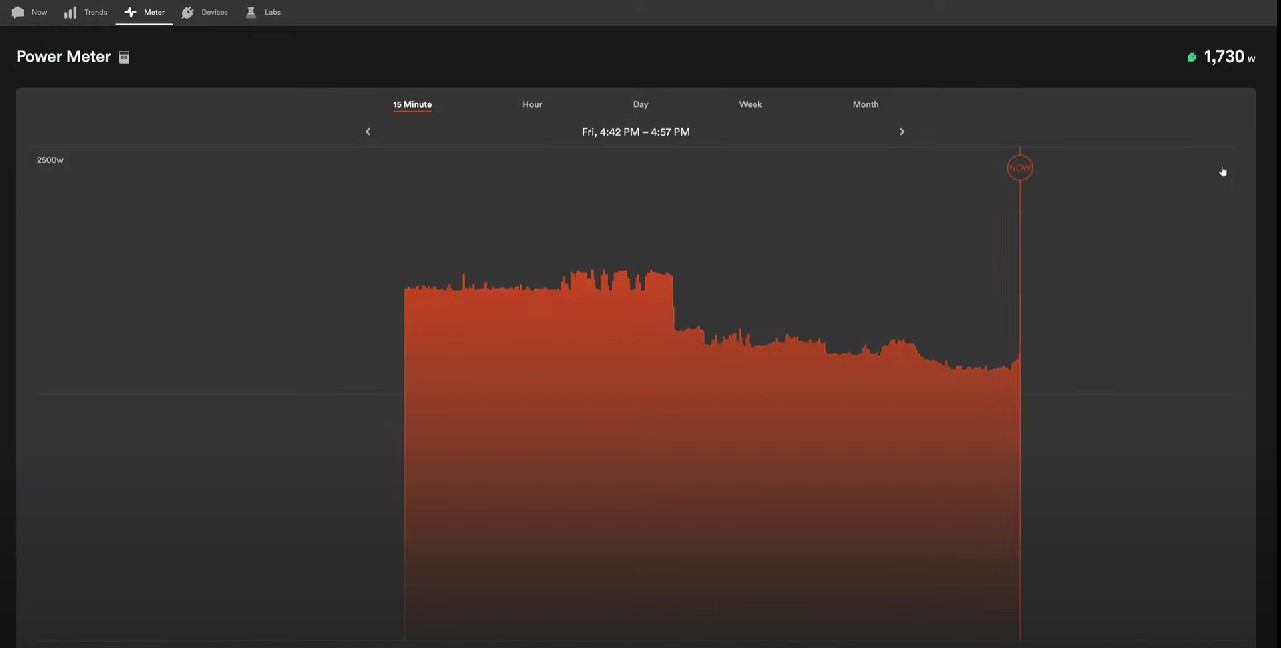 Now Trends Meter Devices Labs
Power Meter
1,730 w
15 Minute Hour Day Week Month
Fri, 4:42 PM – 4:57 PM
2500w
NOW